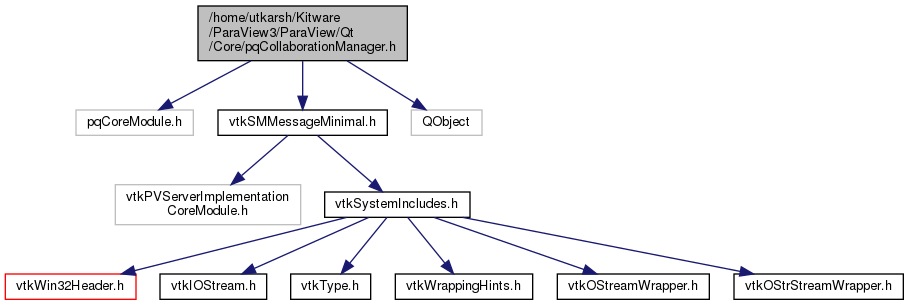 /home/utkarsh/Kitware
/ParaView3/ParaView/Qt
/Core/pqCollaborationManager.h
pqCoreModule.h
vtkSMMessageMinimal.h
QObject
vtkPVServerImplementation
CoreModule.h
vtkSystemIncludes.h
vtkWin32Header.h
vtkIOStream.h
vtkType.h
vtkWrappingHints.h
vtkOStreamWrapper.h
vtkOStrStreamWrapper.h